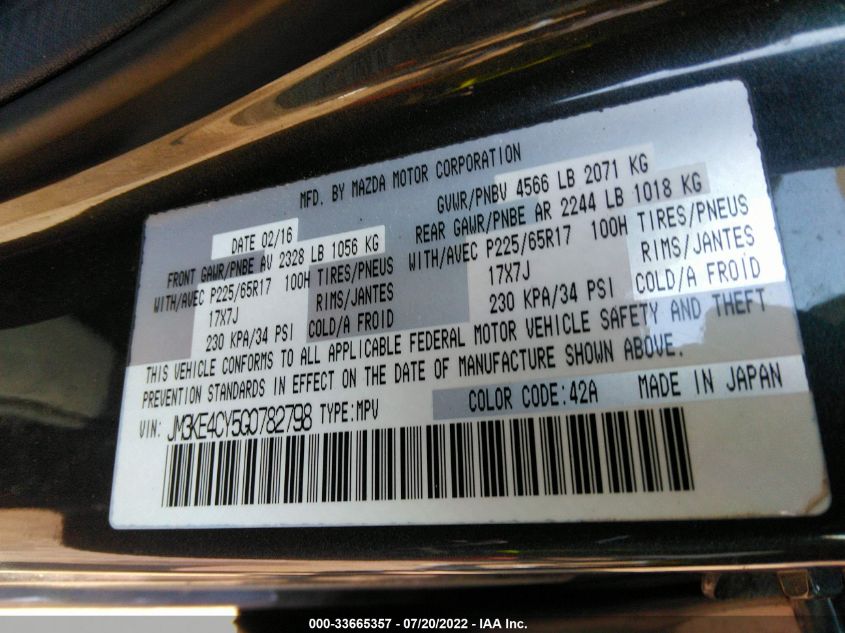 MFD. BY MAZDA MOTOR CORPORATION
DATE 02/16 GVWR/PNBV 4566 LB 2071 KG
FRONT GAWR/PNBE AV 2328 LB 1056 KG REAR GAWR/PNBE AR 2244 LB 1018 KG
WITH/AVEC P225/65R17 100H TIRES/PNEUS WITH/AVEC P225/65R17 100H TIRES/PNEUS
17X7J RIMS/JANTES 17X7J RIMS/JANTES
230 KPA/34 PSI COLD/A FROID 230 KPA/34 PSI COLD/A FROID
THIS VEHICLE CONFORMS TO ALL APPLICABLE FEDERAL MOTOR VEHICLE SAFETY AND THEFT
PREVENTION STANDARDS IN EFFECT ON THE DATE OF MANUFACTURE SHOWN ABOVE.
COLOR CODE:42A MADE IN JAPAN
VIN: JM3KE4CY5G0782798 TYPE:MPV
000-33665357 - 07/20/2022 - IAA Inc.